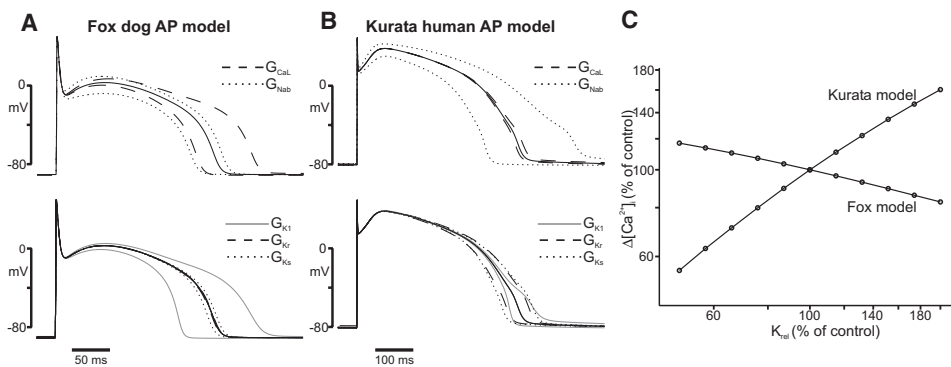 A
Fox dog AP model
G_CaL
G_Nab
0
mV
-80
G_K1
G_Kr
G_Ks
0
mV
-80
50 ms
B
Kurata human AP model
G_CaL
G_Nab
0
mV
-80
G_K1
G_Kr
G_Ks
0
mV
-80
100 ms
C
180
140
100
60
Δ[Ca²⁺]ᵢ (% of control)
Kurata model
Fox model
60
100
140
180
K_rel (% of control)